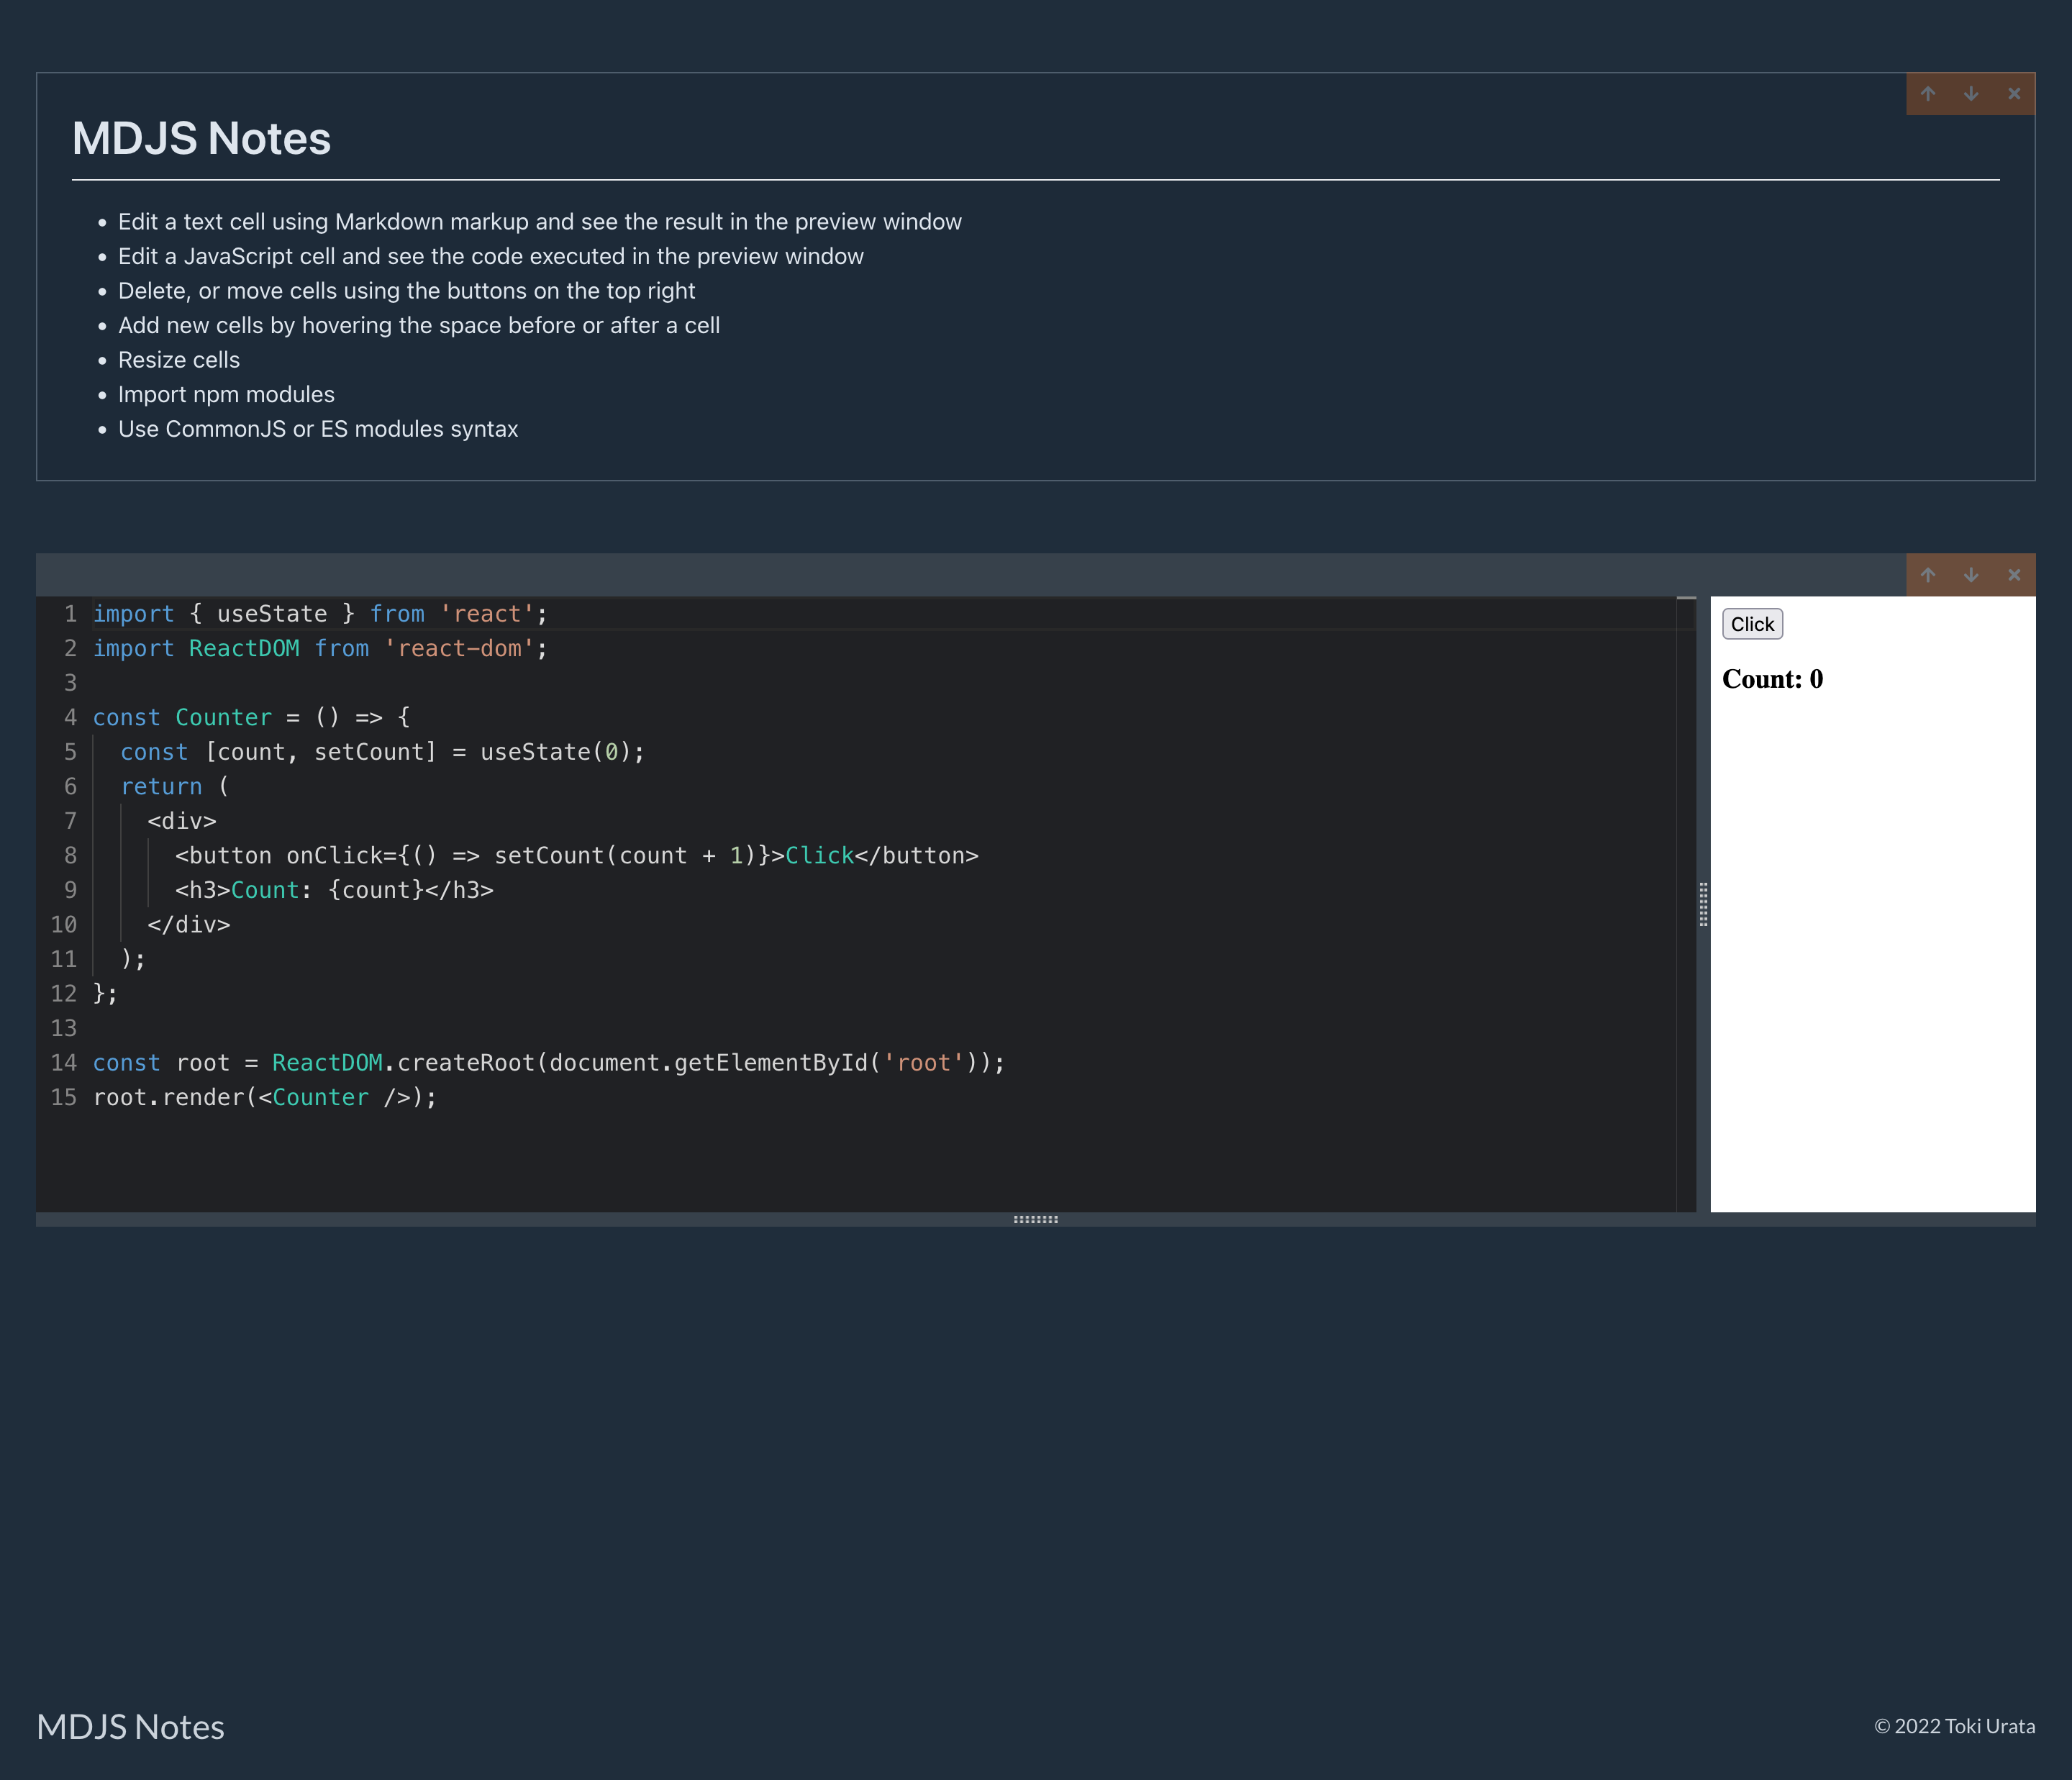 MDJS Notes
Edit a text cell using Markdown markup and see the result in the preview window
Edit a JavaScript cell and see the code executed in the preview window
Delete, or move cells using the buttons on the top right
Add new cells by hovering the space before or after a cell
Resize cells
Import npm modules
Use CommonJS or ES modules syntax
1 import { useState } from 'react';
2 import ReactDOM from 'react-dom';
3
4 const Counter = () => {
5   const [count, setCount] = useState(0);
6   return (
7     <div>
8       <button onClick={() => setCount(count + 1)}>Click</button>
9       <h3>Count: {count}</h3>
10     </div>
11   );
12 };
13
14 const root = ReactDOM.createRoot(document.getElementById('root'));
15 root.render(<Counter />);
Click
Count: 0
MDJS Notes
© 2022 Toki Urata